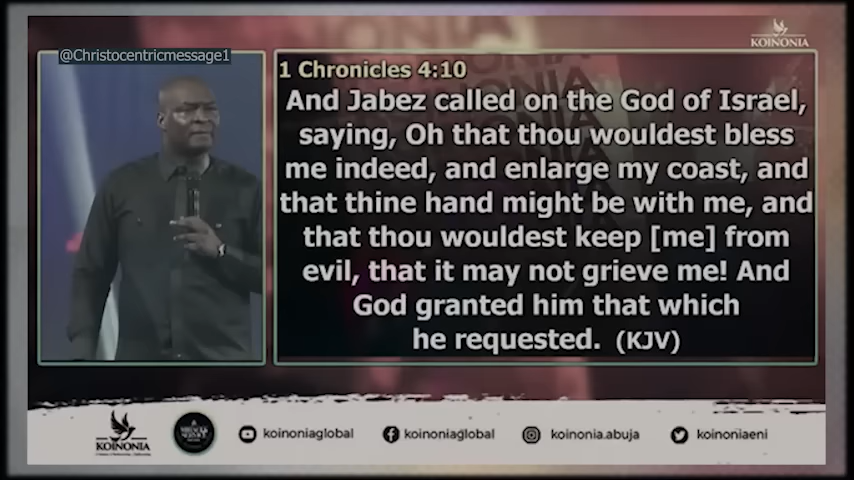 @Christocentricmessage1
KOINONIA
1 Chronicles 4:10
And Jabez called on the God of Israel,
saying, Oh that thou wouldest bless
me indeed, and enlarge my coast, and
that thine hand might be with me, and
that thou wouldest keep [me] from
evil, that it may not grieve me! And
God granted him that which
he requested. (KJV)
KOINONIA
MIRACLE
SERVICE
koinoniaglobal
koinoniaglobal
koinonia.abuja
koinoniaeni